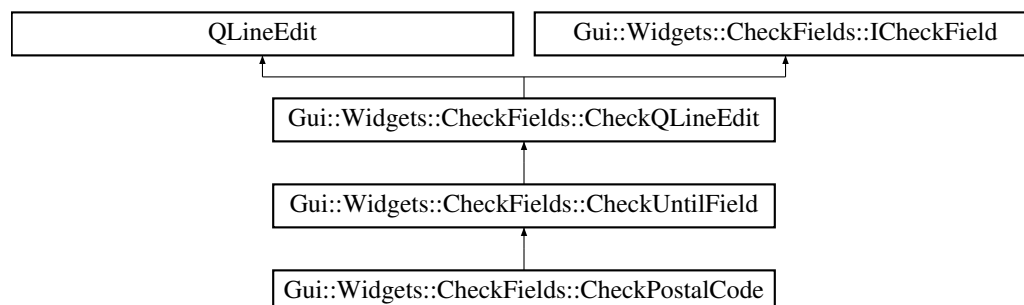 QLineEdit
Gui::Widgets::CheckFields::ICheckField
Gui::Widgets::CheckFields::CheckQLineEdit
Gui::Widgets::CheckFields::CheckUntilField
Gui::Widgets::CheckFields::CheckPostalCode